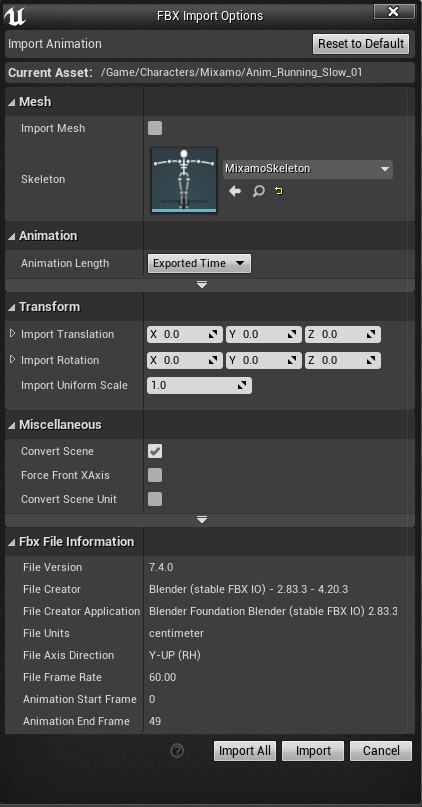 FBX Import Options
Import Animation
Reset to Default
Current Asset: /Game/Characters/Mixamo/Anim_Running_Slow_01
Mesh
Import Mesh
Skeleton
MixamoSkeleton
Animation
Animation Length
Exported Time
Transform
Import Translation X 0.0 Y 0.0 Z 0.0
Import Rotation X 0.0 Y 0.0 Z 0.0
Import Uniform Scale 1.0
Miscellaneous
Convert Scene
Force Front XAxis
Convert Scene Unit
Fbx File Information
File Version 7.4.0
File Creator Blender (stable FBX IO) - 2.83.3 - 4.20.3
File Creator Application Blender Foundation Blender (stable FBX IO) 2.83.3
File Units centimeter
File Axis Direction Y-UP (RH)
File Frame Rate 60.00
Animation Start Frame 0
Animation End Frame 49
? Import All Import Cancel